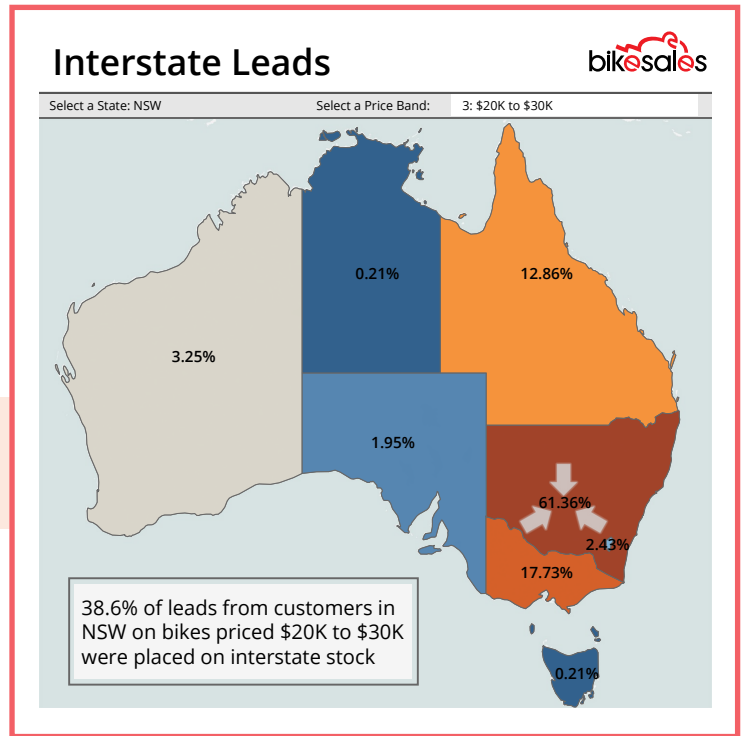 Interstate Leads
bikesales
Select a State: NSW
Select a Price Band:
3: $20K to $30K
0.21%
12.86%
3.25%
1.95%
61.36%
2.43%
17.73%
38.6% of leads from customers in
NSW on bikes priced $20K to $30K
were placed on interstate stock
0.21%